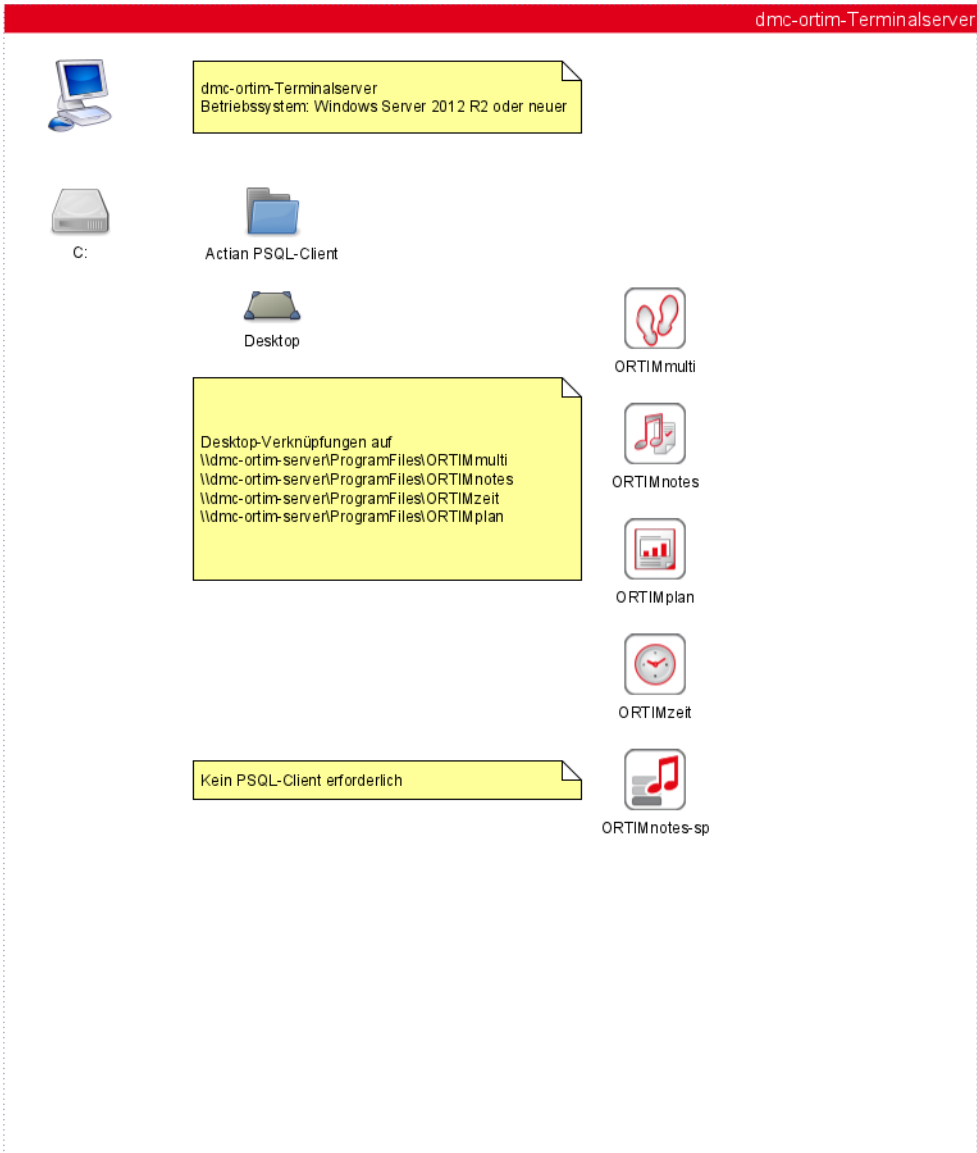 dmc-ortim-Terminalserver
dmc-ortim-Terminalserver
Betriebssystem: Windows Server 2012 R2 oder neuer
C:
Actian PSQL-Client
Desktop
ORTIMmulti
Desktop-Verknüpfungen auf
\\dmc-ortim-server\ProgramFiles\ORTIMmulti
\\dmc-ortim-server\ProgramFiles\ORTIMnotes
\\dmc-ortim-server\ProgramFiles\ORTIMzeit
\\dmc-ortim-server\ProgramFiles\ORTIMplan
ORTIMnotes
ORTIMplan
ORTIMzeit
Kein PSQL-Client erforderlich
ORTIMnotes-sp